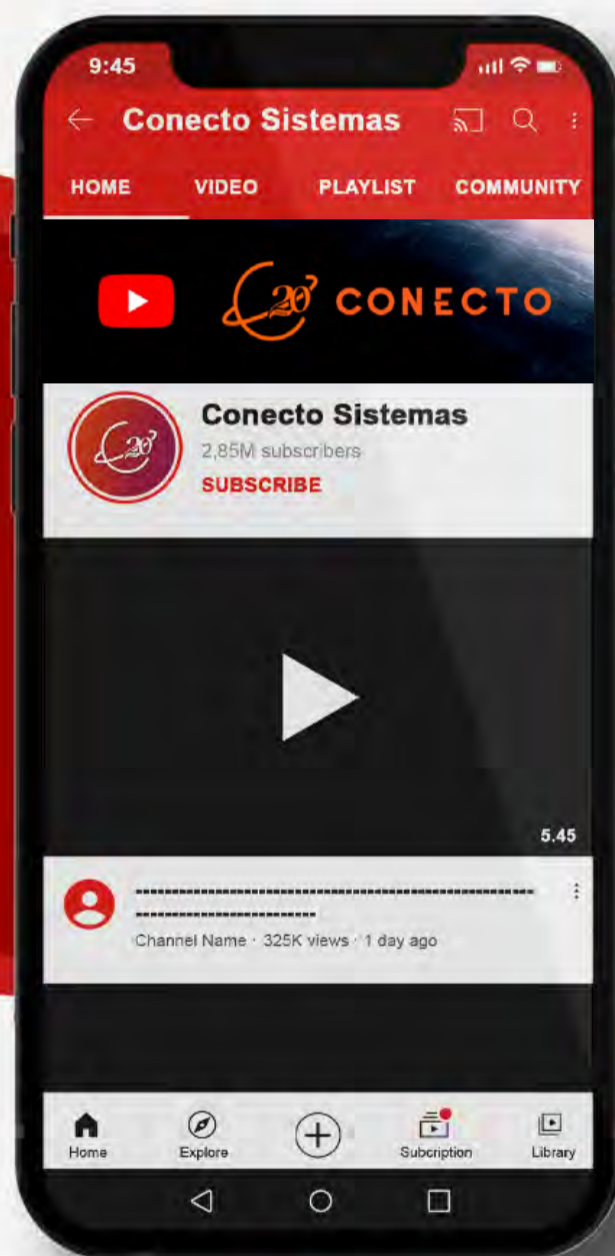 9:45
Conecto Sistemas
HOME VIDEO PLAYLIST COMMUNITY
20 CONECTO
20
Conecto Sistemas
2,85M subscribers
SUBSCRIBE
5.45
Channel Name · 325K views · 1 day ago
Home Explore Subcription Library